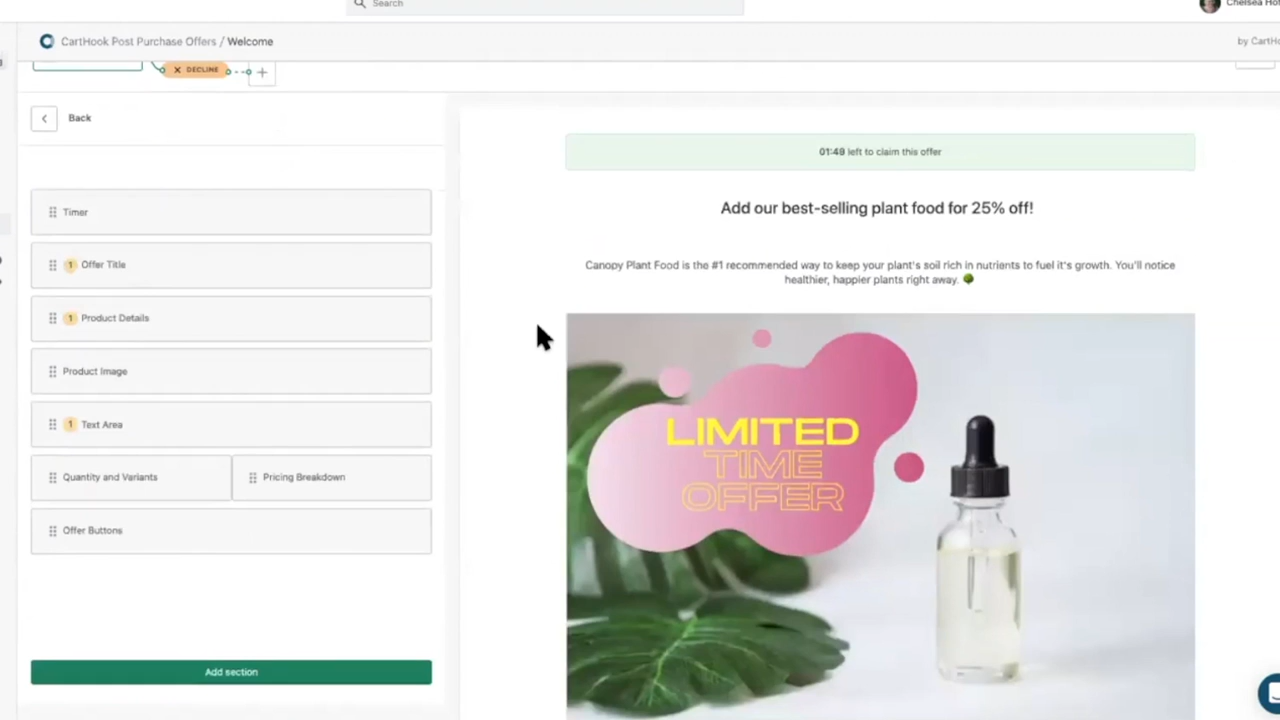 Search
Chelsea Hot
CartHook Post Purchase Offers / Welcome
by CartHo
DECLINE
Back
Timer
1 Offer Title
1 Product Details
Product Image
1 Text Area
Quantity and Variants
Pricing Breakdown
Offer Buttons
Add section
01:49 left to claim this offer
Add our best-selling plant food for 25% off!
Canopy Plant Food is the #1 recommended way to keep your plant's soil rich in nutrients to fuel it's growth. You'll notice
healthier, happier plants right away.
LIMITED
TIME
OFFER